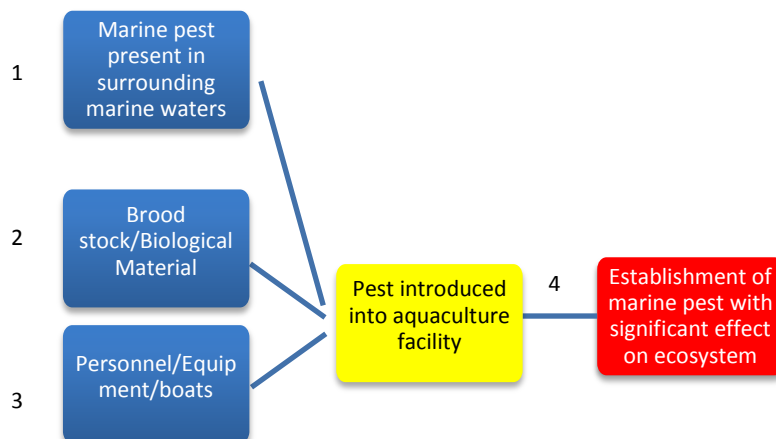 1
Marine pest
present in
surrounding
marine waters
2
Brood
stock/Biological
Material
3
Personnel/Equip
ment/boats
Pest introduced
into aquaculture
facility
4
Establishment of
marine pest with
significant effect
on ecosystem